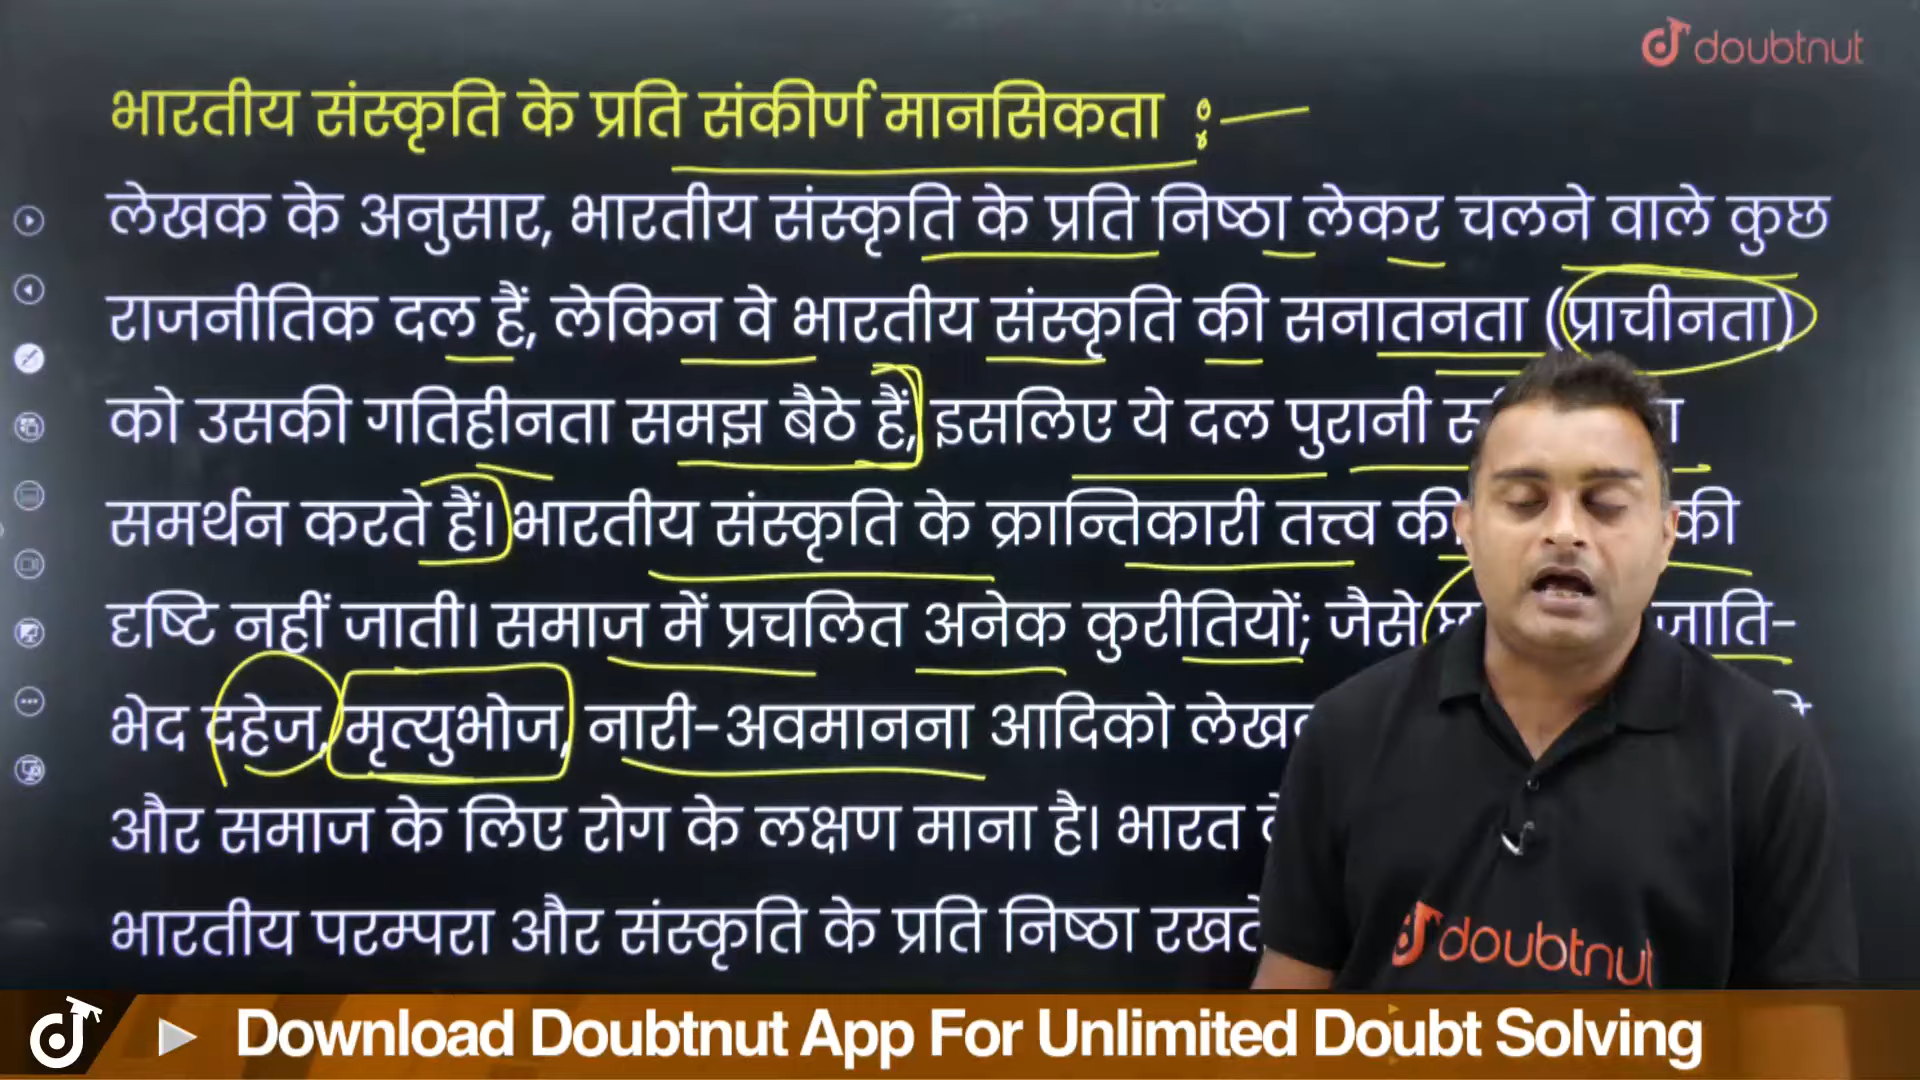 doubtnut
भारतीय संस्कृति के प्रति संकीर्ण मानसिकता :-
लेखक के अनुसार, भारतीय संस्कृति के प्रति निष्ठा लेकर चलने वाले कुछ
राजनीतिक दल हैं, लेकिन वे भारतीय संस्कृति की सनातनता (प्राचीनता)
को उसकी गतिहीनता समझ बैठे हैं, इसलिए ये दल पुरानी
समर्थन करते हैं। भारतीय संस्कृति के क्रान्तिकारी तत्त्व की की
दृष्टि नहीं जाती। समाज में प्रचलित अनेक कुरीतियों; जैसे जाति-
भेद दहेज, मृत्युभोज, नारी-अवमानना आदिको
और समाज के लिए रोग के लक्षण माना है। भारत
भारतीय परम्परा और संस्कृति के प्रति निष्ठा
doubtnut
Download Doubtnut App For Unlimited Doubt Solving